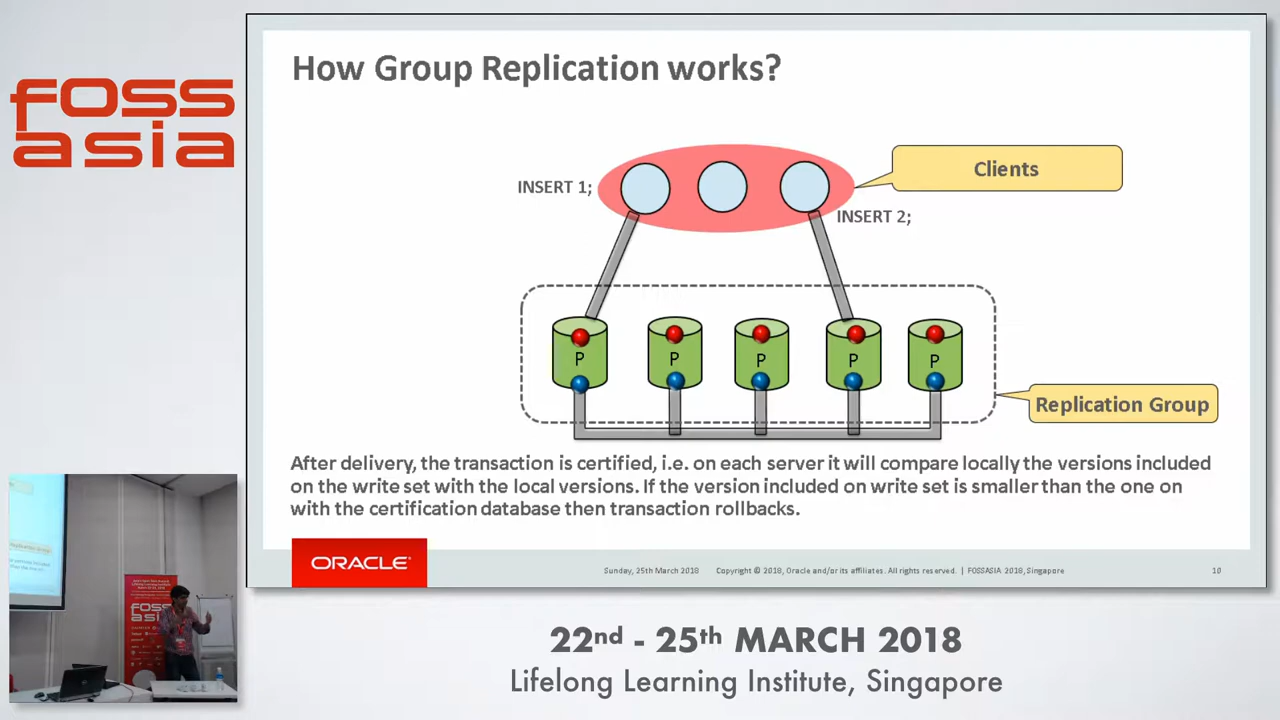 FOSS
asia
How Group Replication works?
Clients
INSERT 1;
INSERT 2;
P P P P P
Replication Group
After delivery, the transaction is certified, i.e. on each server it will compare locally the versions included
on the write set with the local versions. If the version included on write set is smaller than the one on
with the certification database then transaction rollbacks.
ORACLE®
Sunday, 25th March 2018 Copyright © 2018, Oracle and/or its affiliates. All rights reserved. | FOSSASIA 2018, Singapore 10
FOSS
asia
22nd - 25th MARCH 2018
Lifelong Learning Institute, Singapore